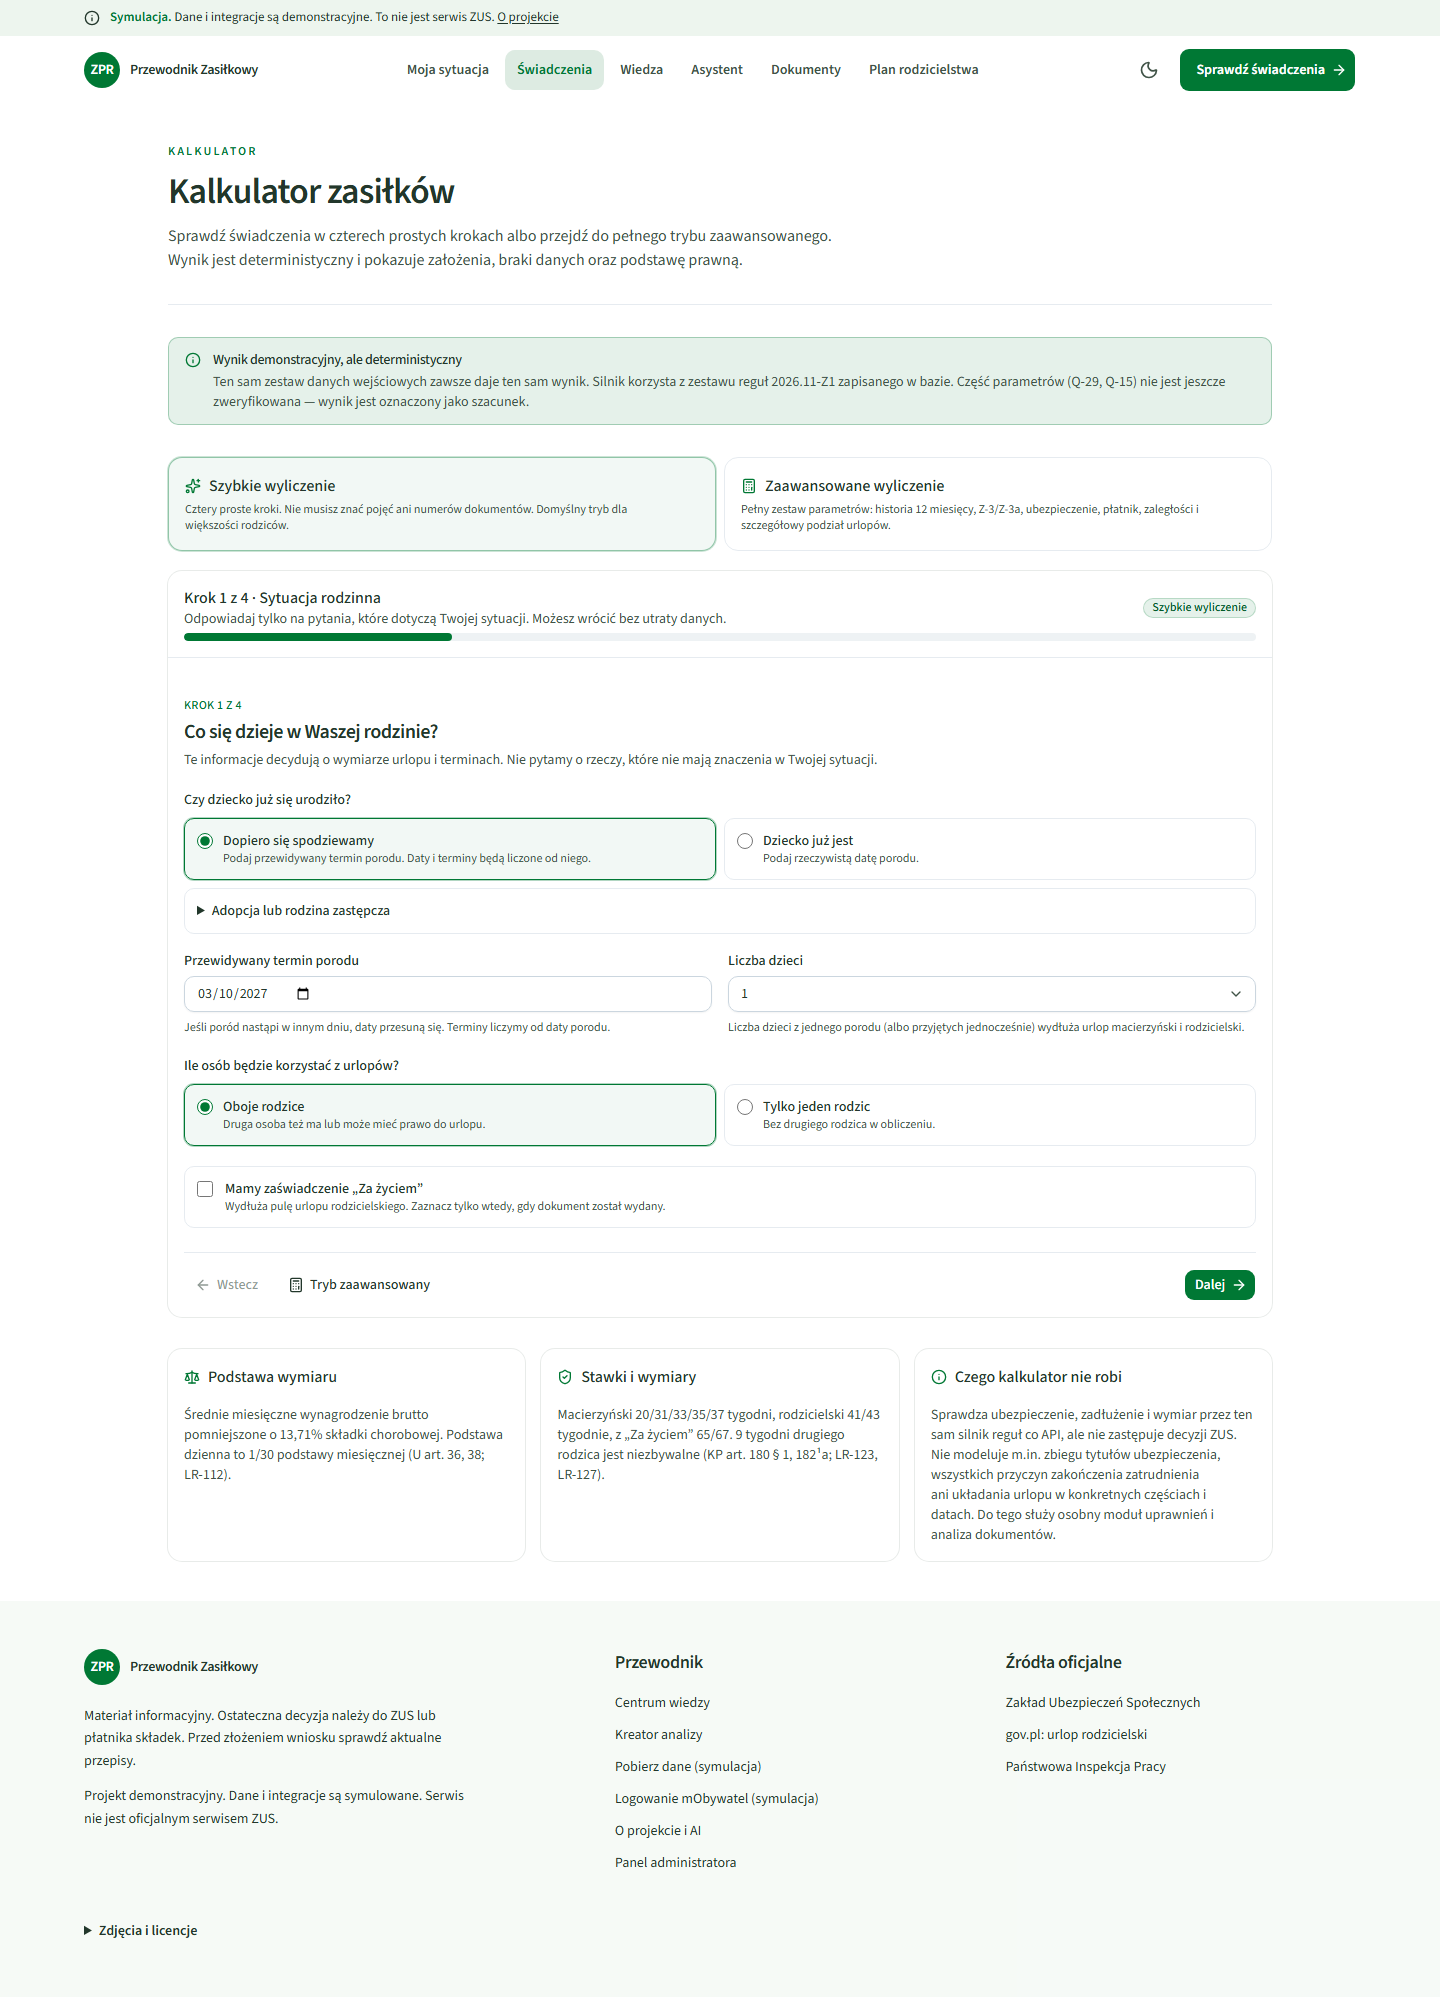 Symulacja. Dane i integracje są demonstracyjne. To nie jest serwis ZUS. O projekcie
ZPR Przewodnik Zasiłkowy
Moja sytuacja
Świadczenia
Wiedza
Asystent
Dokumenty
Plan rodzicielstwa
Sprawdź świadczenia
KALKULATOR
Kalkulator zasiłków
Sprawdź świadczenia w czterech prostych krokach albo przejdź do pełnego trybu zaawansowanego.
Wynik jest deterministyczny i pokazuje założenia, braki danych oraz podstawę prawną.
Wynik demonstracyjny, ale deterministyczny
Ten sam zestaw danych wejściowych zawsze daje ten sam wynik. Silnik korzysta z zestawu reguł 2026.11-Z1 zapisanego w bazie. Część parametrów (Q-29, Q-15) nie jest jeszcze
zweryfikowana — wynik jest oznaczony jako szacunek.
Szybkie wyliczenie
Cztery proste kroki. Nie musisz znać pojęć ani numerów dokumentów. Domyślny tryb dla
większości rodziców.
Zaawansowane wyliczenie
Pełny zestaw parametrów: historia 12 miesięcy, Z-3/Z-3a, ubezpieczenie, płatnik, zaległości i
szczegółowy podział urlopów.
Krok 1 z 4 · Sytuacja rodzinna
Odpowiadaj tylko na pytania, które dotyczą Twojej sytuacji. Możesz wrócić bez utraty danych.
Szybkie wyliczenie
KROK 1 Z 4
Co się dzieje w Waszej rodzinie?
Te informacje decydują o wymiarze urlopu i terminach. Nie pytamy o rzeczy, które nie mają znaczenia w Twojej sytuacji.
Czy dziecko już się urodziło?
Dopiero się spodziewamy
Podaj przewidywany termin porodu. Daty i terminy będą liczone od niego.
Dziecko już jest
Podaj rzeczywistą datę porodu.
Adopcja lub rodzina zastępcza
Przewidywany termin porodu
03/10/2027
Jeśli poród nastąpi w innym dniu, daty przesuną się. Terminy liczymy od daty porodu.
Liczba dzieci
1
Liczba dzieci z jednego porodu (albo przyjętych jednocześnie) wydłuża urlop macierzyński i rodzicielski.
Ile osób będzie korzystać z urlopów?
Oboje rodzice
Druga osoba też ma lub może mieć prawo do urlopu.
Tylko jeden rodzic
Bez drugiego rodzica w obliczeniu.
Mamy zaświadczenie „Za życiem”
Wydłuża pulę urlopu rodzicielskiego. Zaznacz tylko wtedy, gdy dokument został wydany.
Wstecz
Tryb zaawansowany
Dalej
Podstawa wymiaru
Średnie miesięczne wynagrodzenie brutto
pomniejszone o 13,71% składki chorobowej. Podstawa
dzienna to 1/30 podstawy miesięcznej (U art. 36, 38;
LR-112).
Stawki i wymiary
Macierzyński 20/31/33/35/37 tygodni, rodzicielski 41/43
tygodnie, z „Za życiem” 65/67. 9 tygodni drugiego
rodzica jest niezbywalne (KP art. 180 § 1, 182¹a; LR-123,
LR-127).
Czego kalkulator nie robi
Sprawdza ubezpieczenie, zadłużenie i wymiar przez ten
sam silnik reguł co API, ale nie zastępuje decyzji ZUS.
Nie modeluje m.in. zbiegu tytułów ubezpieczenia,
wszystkich przyczyn zakończenia zatrudnienia
ani układania urlopu w konkretnych częściach i
datach. Do tego służy osobny moduł uprawnień i
analiza dokumentów.
ZPR Przewodnik Zasiłkowy
Materiał informacyjny. Ostateczna decyzja należy do ZUS lub
płatnika składek. Przed złożeniem wniosku sprawdź aktualne
przepisy.
Projekt demonstracyjny. Dane i integracje są symulowane. Serwis
nie jest oficjalnym serwisem ZUS.
Przewodnik
Centrum wiedzy
Kreator analizy
Pobierz dane (symulacja)
Logowanie mObywatel (symulacja)
O projekcie i AI
Panel administratora
Źródła oficjalne
Zakład Ubezpieczeń Społecznych
gov.pl: urlop rodzicielski
Państwowa Inspekcja Pracy
Zdjęcia i licencje